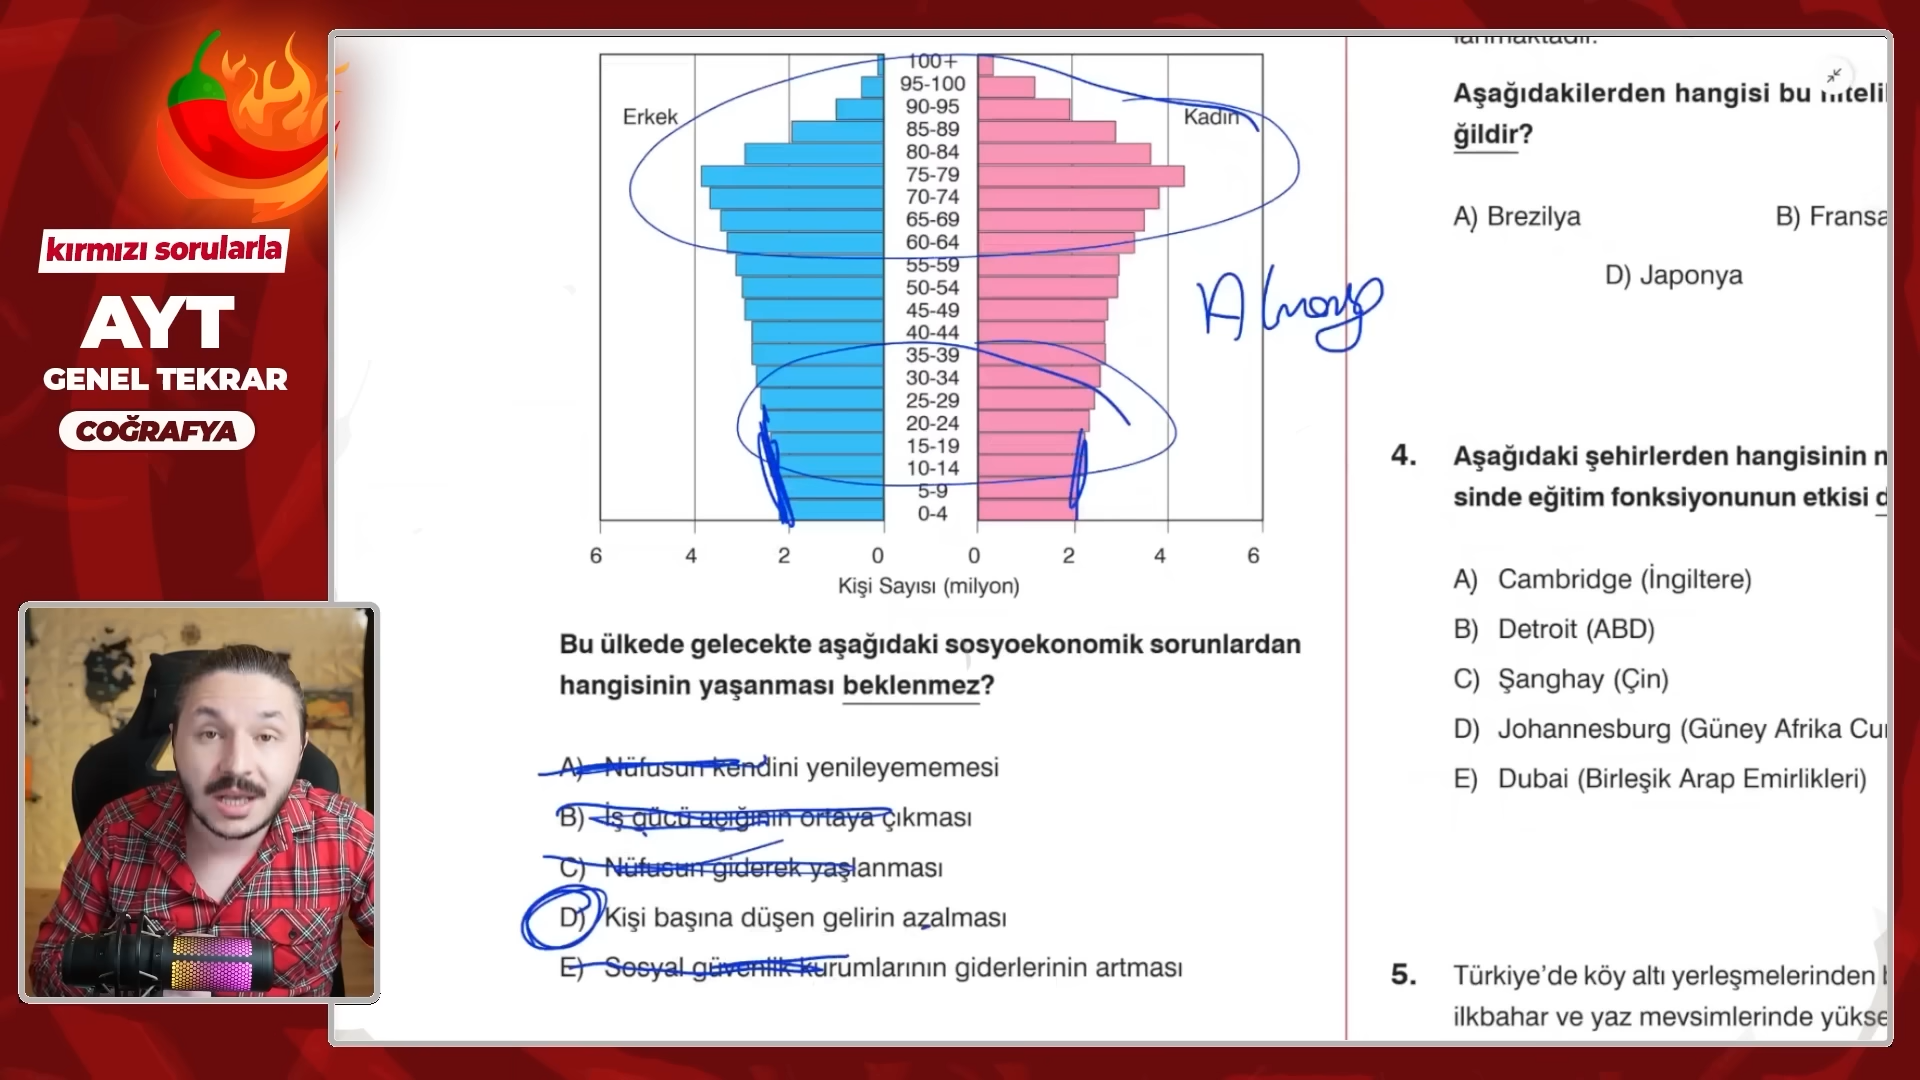 kırmızı sorularla
AYT
GENEL TEKRAR
COĞRAFYA
Erkek
Kadın
100+
95-100
90-95
85-89
80-84
75-79
70-74
65-69
60-64
55-59
50-54
45-49
40-44
35-39
30-34
25-29
20-24
15-19
10-14
5-9
0-4
6 4 2 0 0 2 4 6
Kişi Sayısı (milyon)
Bu ülkede gelecekte aşağıdaki sosyoekonomik sorunlardan
hangisinin yaşanması beklenmez?
A) Nüfusun kendini yenileyememesi
B) İş gücü açığının ortaya çıkması
C) Nüfusun giderek yaşlanması
D) Kişi başına düşen gelirin azalması
E) Sosyal güvenlik kurumlarının giderlerinin artması
Aşağıdakilerden hangisi bu
ğildir?
A) Brezilya B) Fransa
D) Japonya
4. Aşağıdaki şehirlerden hangisinin
sinde eğitim fonksiyonunun etkisi
A) Cambridge (İngiltere)
B) Detroit (ABD)
C) Şanghay (Çin)
D) Johannesburg (Güney Afrika
E) Dubai (Birleşik Arap Emirlikleri)
5. Türkiye'de köy altı yerleşmelerinden
ilkbahar ve yaz mevsimlerinde